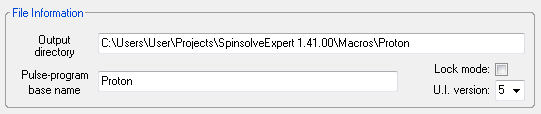 File Information
Output directory
C:\Users\User\Projects\SpinsolveExpert 1.41.00\Macros\Proton
Pulse-program base name
Proton
Lock mode:
U.I. version:
5